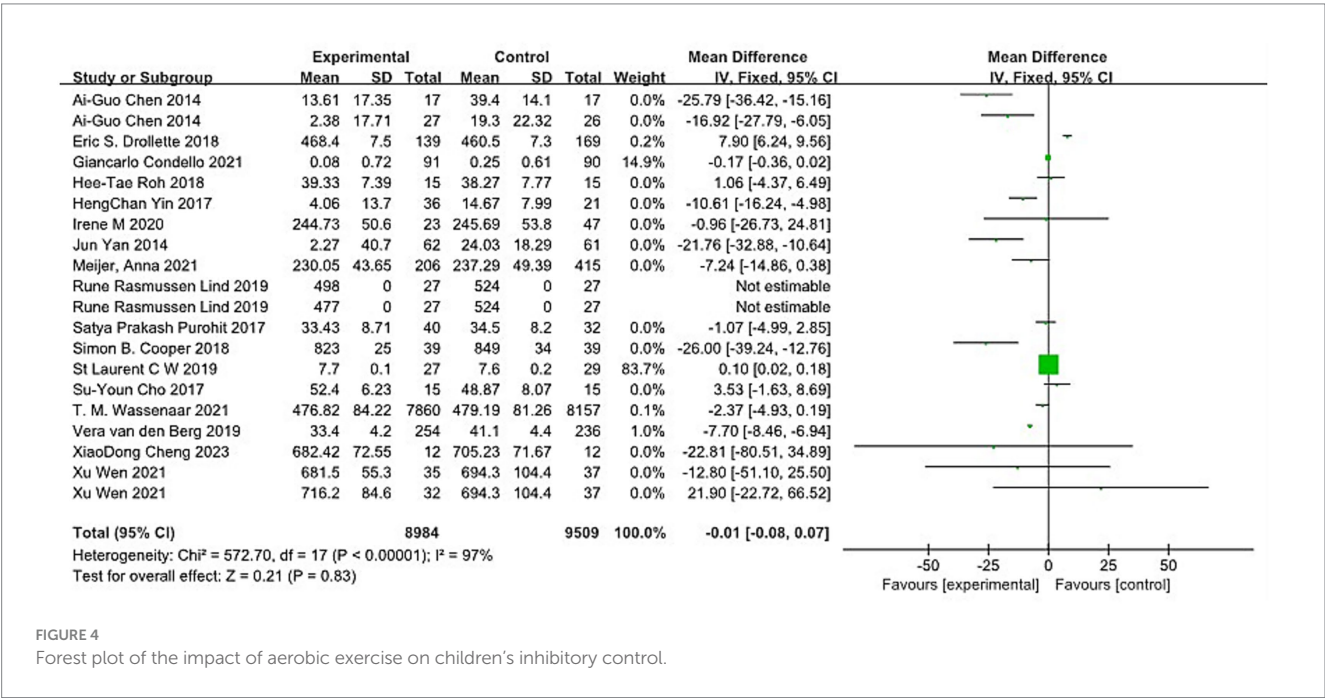 Experimental Control Mean Difference Mean Difference
Study or Subgroup Mean SD Total Mean SD Total Weight IV, Fixed, 95% CI IV, Fixed, 95% CI
Ai-Guo Chen 2014 13.61 17.35 17 39.4 14.1 17 0.0% -25.79 [-36.42, -15.16]
Ai-Guo Chen 2014 2.38 17.71 27 19.3 22.32 26 0.0% -16.92 [-27.79, -6.05]
Eric S. Drollette 2018 468.4 7.5 139 460.5 7.3 169 0.2% 7.90 [6.24, 9.56]
Giancarlo Condello 2021 0.08 0.72 91 0.25 0.61 90 14.9% -0.17 [-0.36, 0.02]
Hee-Tae Roh 2018 39.33 7.39 15 38.27 7.77 15 0.0% 1.06 [-4.37, 6.49]
HengChan Yin 2017 4.06 13.7 36 14.67 7.99 21 0.0% -10.61 [-16.24, -4.98]
Irene M 2020 244.73 50.6 23 245.69 53.8 47 0.0% -0.96 [-26.73, 24.81]
Jun Yan 2014 2.27 40.7 62 24.03 18.29 61 0.0% -21.76 [-32.88, -10.64]
Meijer, Anna 2021 230.05 43.65 206 237.29 49.39 415 0.0% -7.24 [-14.86, 0.38]
Rune Rasmussen Lind 2019 498 0 27 524 0 27 Not estimable
Rune Rasmussen Lind 2019 477 0 27 524 0 27 Not estimable
Satya Prakash Purohit 2017 33.43 8.71 40 34.5 8.2 32 0.0% -1.07 [-4.99, 2.85]
Simon B. Cooper 2018 823 25 39 849 34 39 0.0% -26.00 [-39.24, -12.76]
St Laurent C W 2019 7.7 0.1 27 7.6 0.2 29 83.7% 0.10 [0.02, 0.18]
Su-Youn Cho 2017 52.4 6.23 15 48.87 8.07 15 0.0% 3.53 [-1.63, 8.69]
T. M. Wassenaar 2021 476.82 84.22 7860 479.19 81.26 8157 0.1% -2.37 [-4.93, 0.19]
Vera van den Berg 2019 33.4 4.2 254 41.1 4.4 236 1.0% -7.70 [-8.46, -6.94]
XiaoDong Cheng 2023 682.42 72.55 12 705.23 71.67 12 0.0% -22.81 [-80.51, 34.89]
Xu Wen 2021 681.5 55.3 35 694.3 104.4 37 0.0% -12.80 [-51.10, 25.50]
Xu Wen 2021 716.2 84.6 32 694.3 104.4 37 0.0% 21.90 [-22.72, 66.52]
Total (95% CI) 8984 9509 100.0% -0.01 [-0.08, 0.07]
Heterogeneity: Chi² = 572.70, df = 17 (P < 0.00001); I² = 97%
Test for overall effect: Z = 0.21 (P = 0.83)
-50 -25 0 25 50
Favours [experimental] Favours [control]
FIGURE 4
Forest plot of the impact of aerobic exercise on children's inhibitory control.